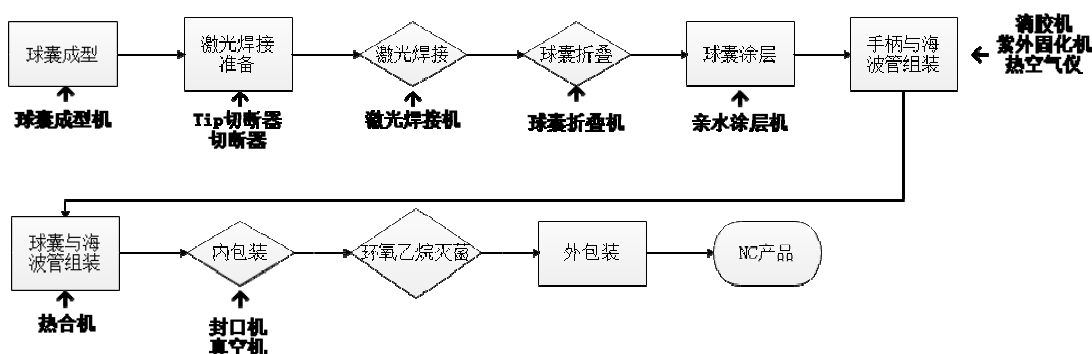 球囊成型
激光焊接
准备
激光焊接
球囊折叠
球囊涂层
手柄与海
波管组装
滴胶机
紫外固化机
热空气仪
球囊成型机
Tip切断器
切断器
激光焊接机
球囊折叠机
亲水涂层机
球囊与海
波管组装
内包装
环氧乙烷灭菌
外包装
NC产品
热合机
封口机
真空机